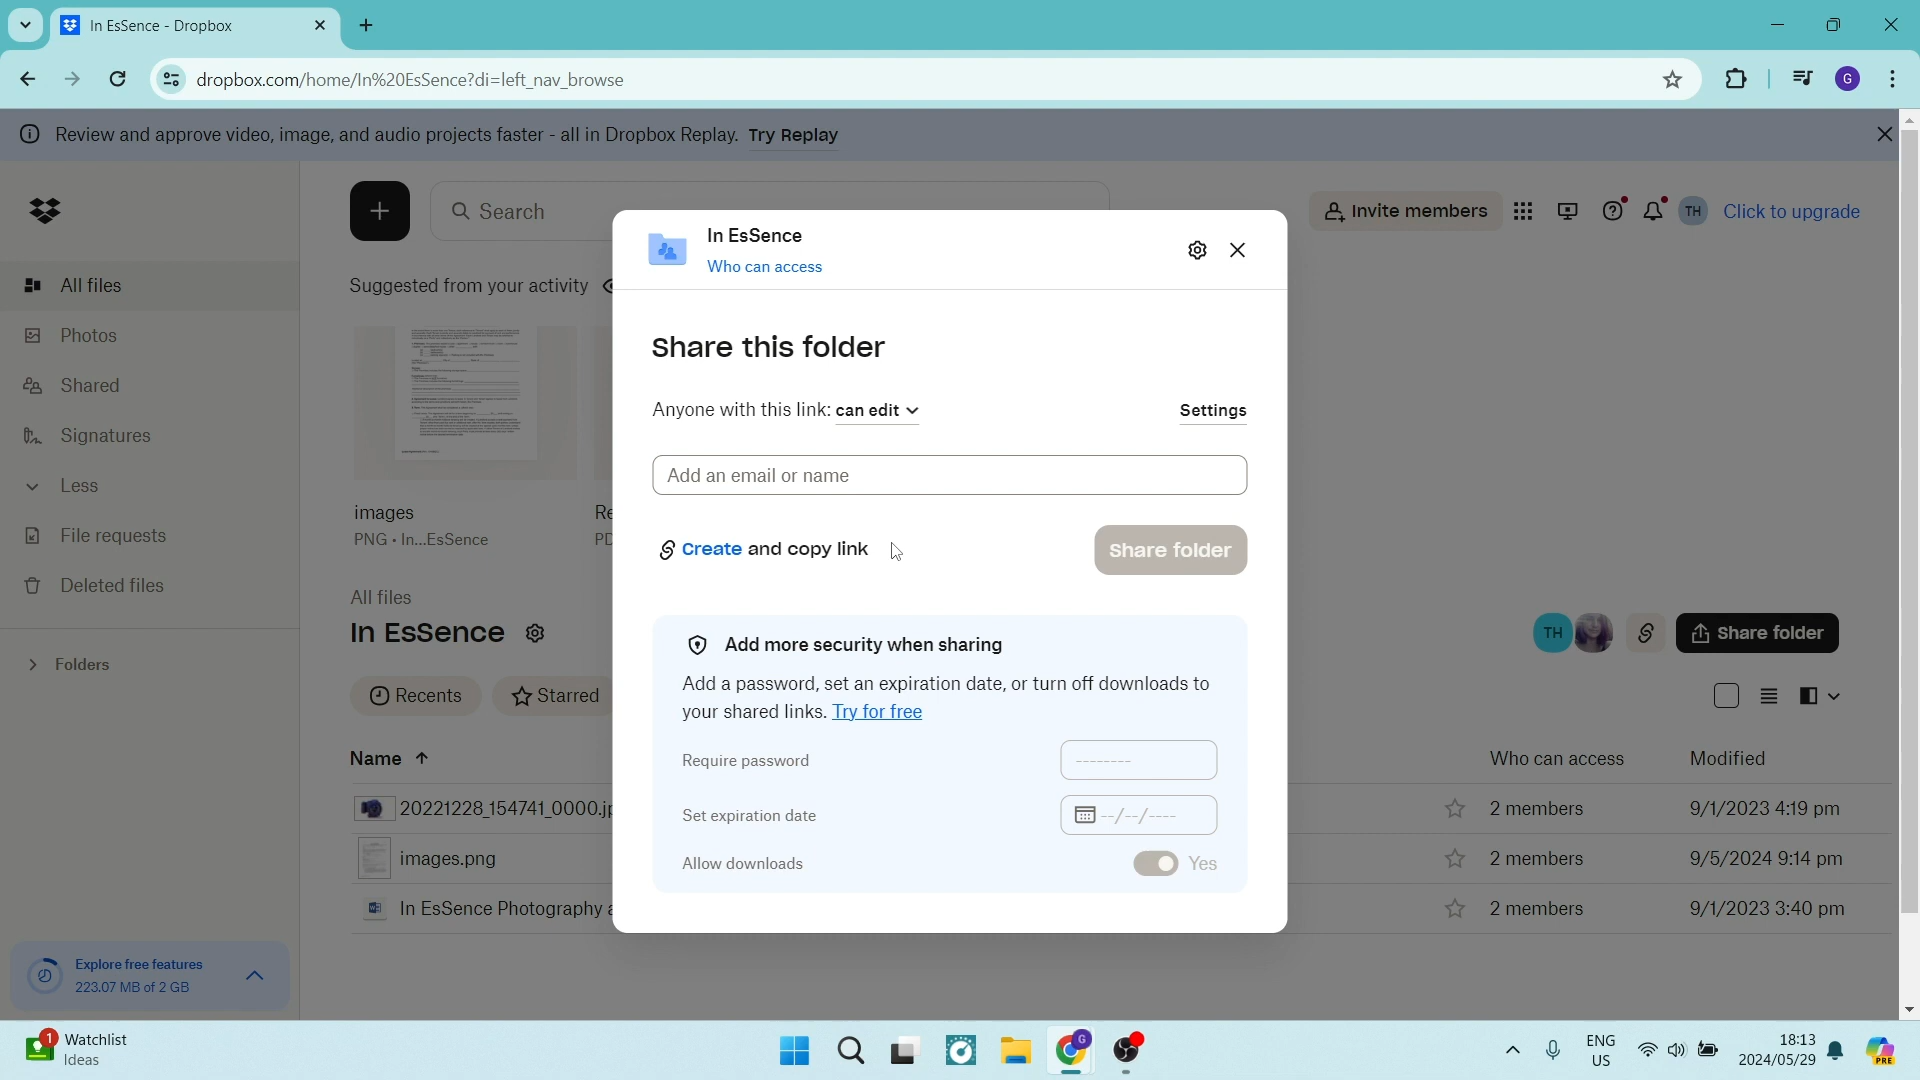 In EsSence - Dropbox
dropbox.com/home/In%20EsSence?di=left_nav_browse
G
Review and approve video, image, and audio projects faster - all in Dropbox Replay. Try Replay
Search
Invite members
TH
Click to upgrade
All files
Photos
Shared
Signatures
Less
File requests
Deleted files
Folders
Explore free features
223.07 MB of 2 GB
Suggested from your activity
images
PNG • In...EsSence
Re
PD
All files
In EsSence
Recents
Starred
TH
Share folder
Name
Who can access
Modified
20221228_154741_0000.jp
2 members
9/1/2023 4:19 pm
images.png
2 members
9/5/2024 9:14 pm
In EsSence Photography a
2 members
9/1/2023 3:40 pm
In EsSence
Who can access
Share this folder
Anyone with this link: can edit
Settings
Add an email or name
Create and copy link
Share folder
Add more security when sharing
Add a password, set an expiration date, or turn off downloads to
your shared links. Try for free
Require password
--------
Set expiration date
--/--/----
Allow downloads
Yes
1
Watchlist
Ideas
G
ENG
US
18:13
2024/05/29
PRE